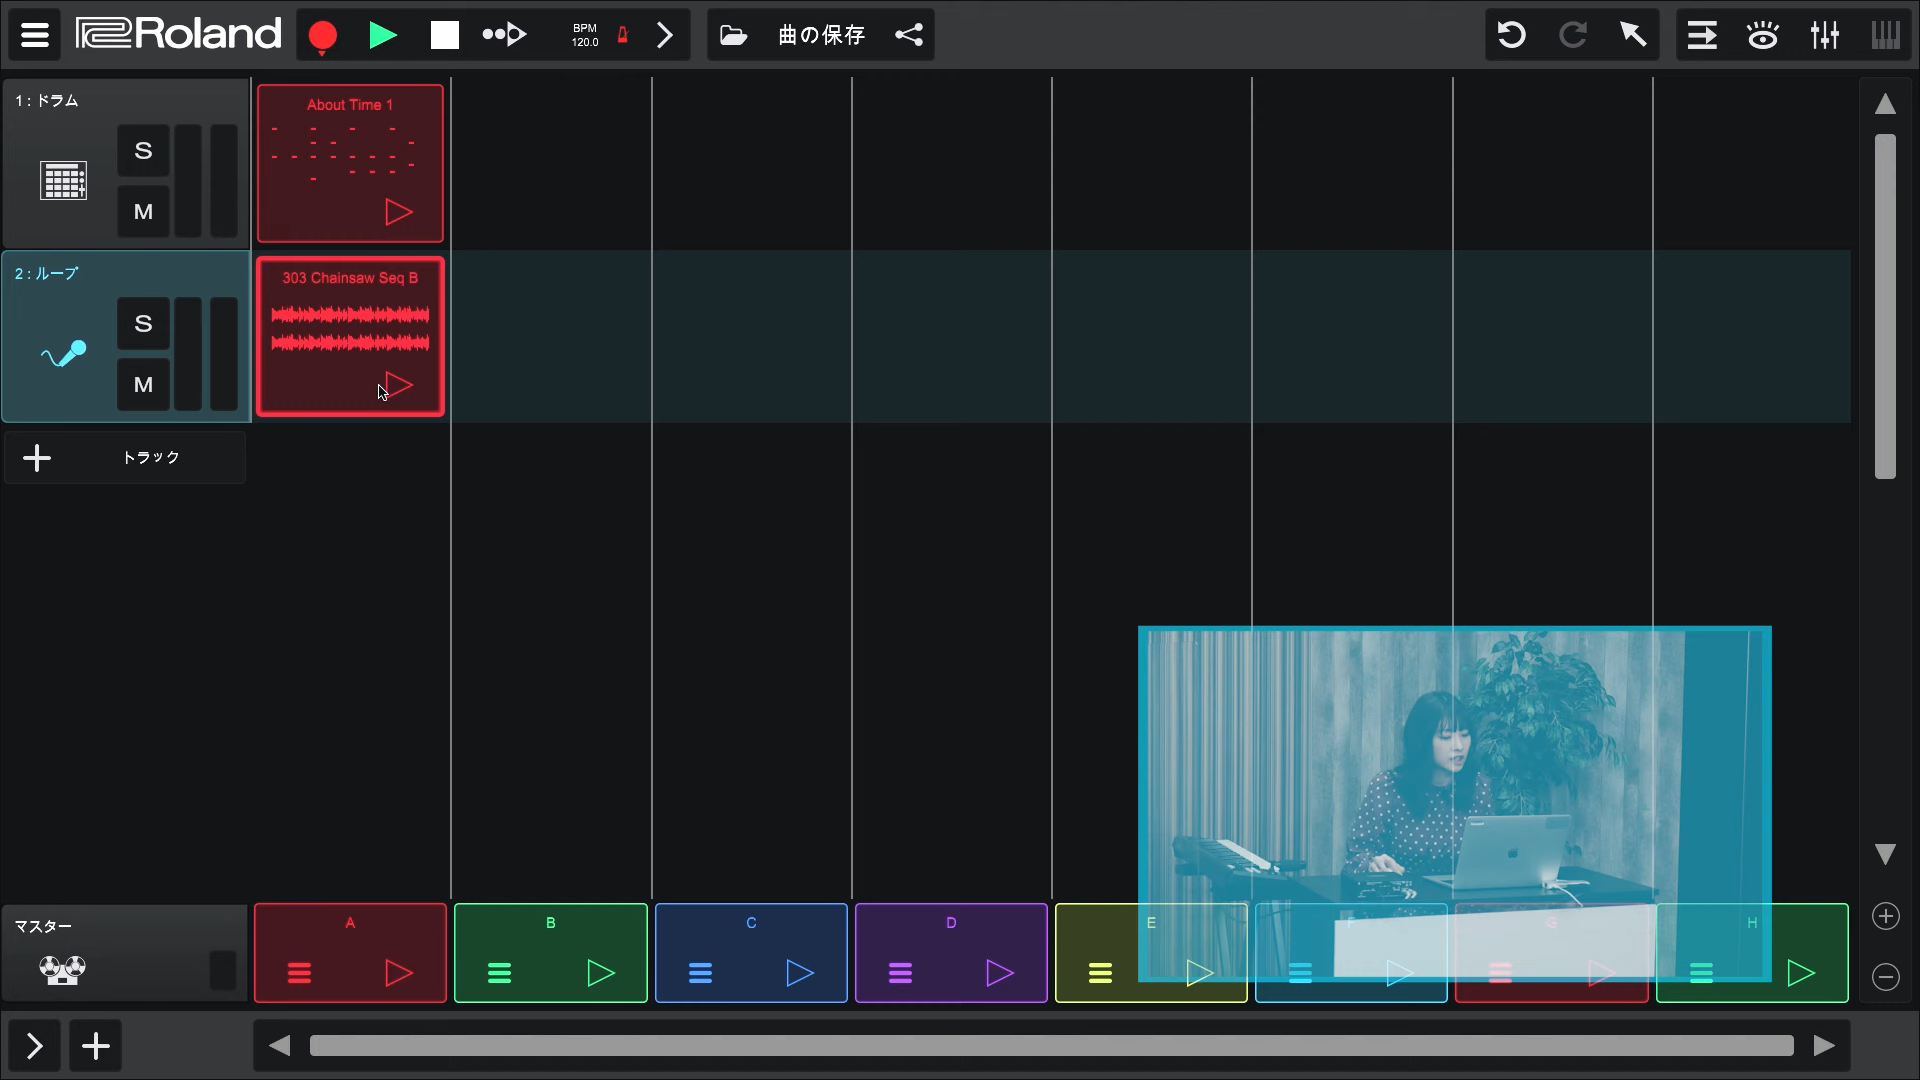 Roland
BPM
120.0
曲の保存
1 : ドラム
S
M
About Time 1
2 : ループ
S
M
303 Chainsaw Seq B
トラック
マスター
A
B
C
D
E
F
G
H